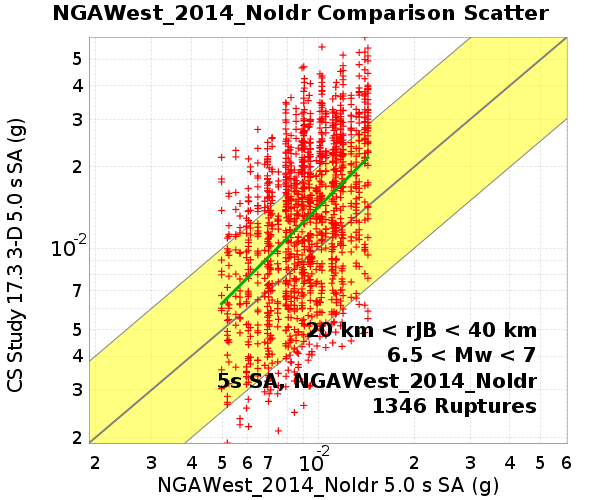 NGAWest_2014_NoIdr Comparison Scatter
CS Study 17.3 3-D 5.0 s SA (g)
5
4
3
2
10-2
7
5
4
3
2
20 km < rJB < 40 km
6.5 < Mw < 7
5s SA, NGAWest_2014_NoIdr
1346 Ruptures
2 3 4 5 6 7 10-2 2 3 4 5 6
NGAWest_2014_NoIdr 5.0 s SA (g)